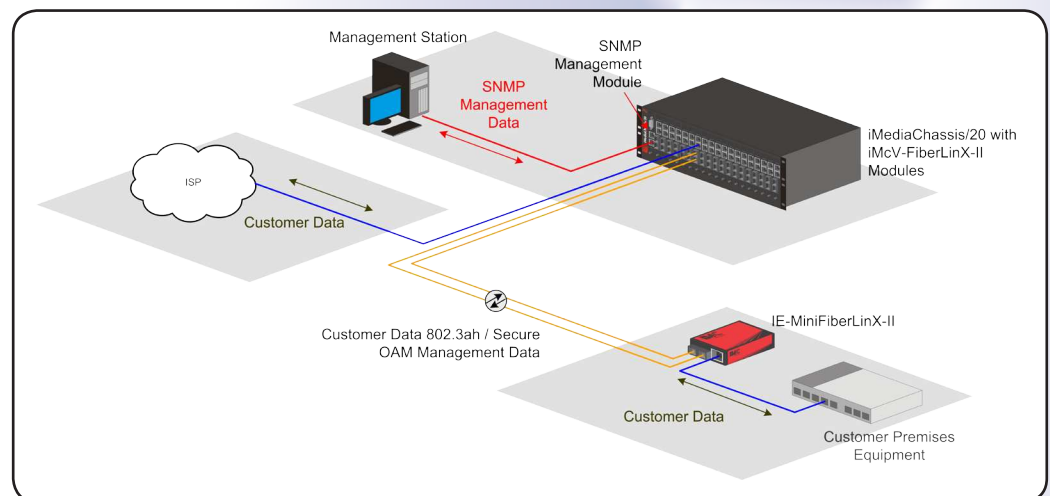 Management Station
SNMP
Management
Module
SNMP
Management
Data
iMediaChassis/20 with
iMcV-FiberLinX-II
Modules
ISP
Customer Data
IE-MiniFiberLinX-II
Customer Data 802.3ah / Secure
OAM Management Data
Customer Data
Customer Premises
Equipment